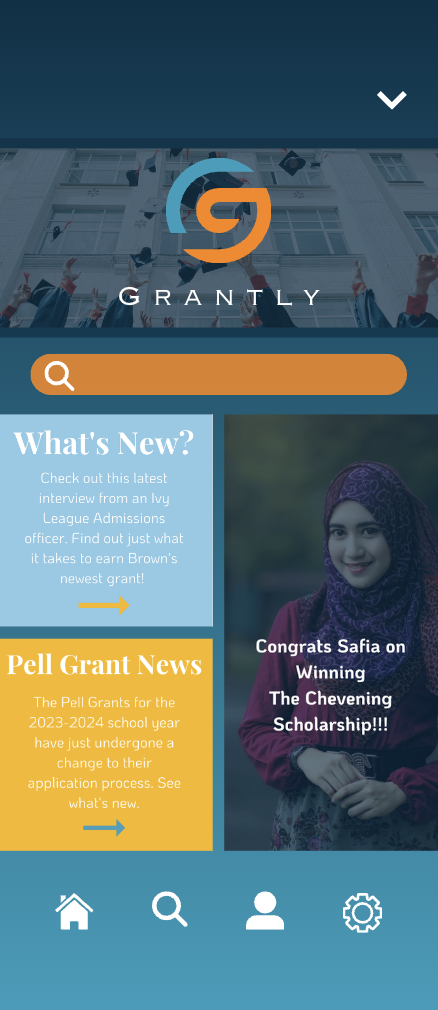 GRANTLY
What's New?
Check out this latest
interview from an Ivy
League Admissions
officer. Find out just what
it takes to earn Brown's
newest grant!
Pell Grant News
The Pell Grants for the
2023-2024 school year
have just undergone a
change to their
application process. See
what's new.
Congrats Safia on
Winning
The Chevening
Scholarship!!!